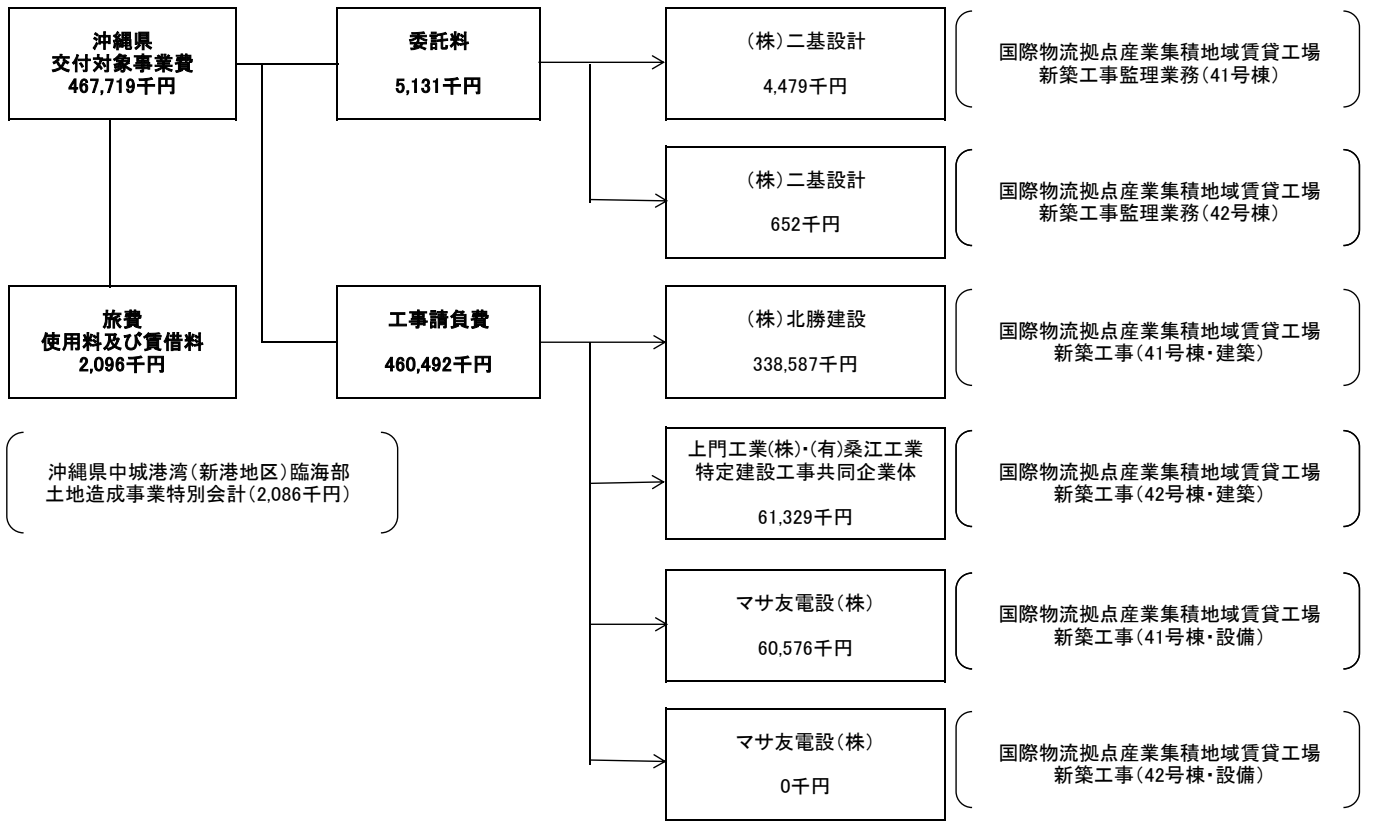 沖縄県
交付対象事業費
467,719千円
委託料
5,131千円
(株)二基設計
4,479千円
国際物流拠点産業集積地域賃貸工場
新築工事監理業務(41号棟)
(株)二基設計
652千円
国際物流拠点産業集積地域賃貸工場
新築工事監理業務(42号棟)
旅費
使用料及び賃借料
2,096千円
工事請負費
460,492千円
(株)北勝建設
338,587千円
国際物流拠点産業集積地域賃貸工場
新築工事(41号棟・建築)
沖縄県中城港湾(新港地区)臨海部
土地造成事業特別会計(2,086千円)
上門工業(株)・(有)桑江工業
特定建設工事共同企業体
61,329千円
国際物流拠点産業集積地域賃貸工場
新築工事(42号棟・建築)
マサ友電設(株)
60,576千円
国際物流拠点産業集積地域賃貸工場
新築工事(41号棟・設備)
マサ友電設(株)
0千円
国際物流拠点産業集積地域賃貸工場
新築工事(42号棟・設備)